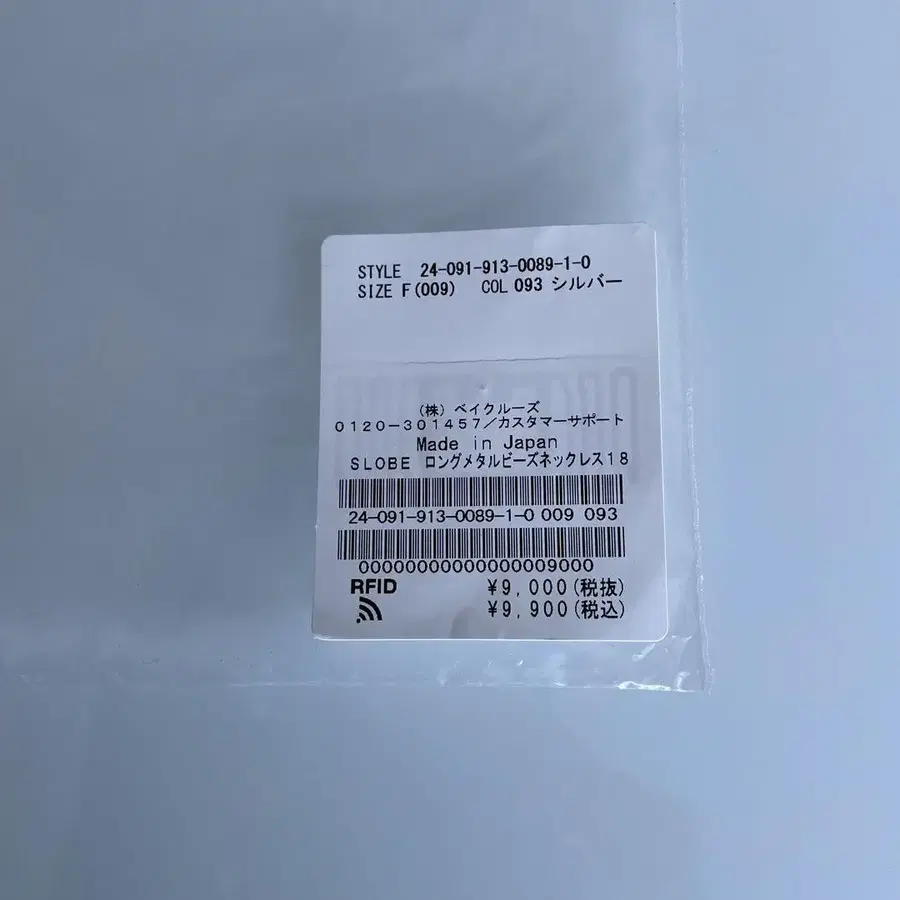 STYLE 24-091-913-0089-1-0
SIZE F(009) COL 093 シルバー
(株) ベイクルーズ
0120-301457/カスタマーサポート
Made in Japan
SLOBE ロングメタルビーズネックレス18
24-091-913-0089-1-0 009 093
00000000000000000009000
RFID
¥9,000(税抜)
¥9,900(税込)